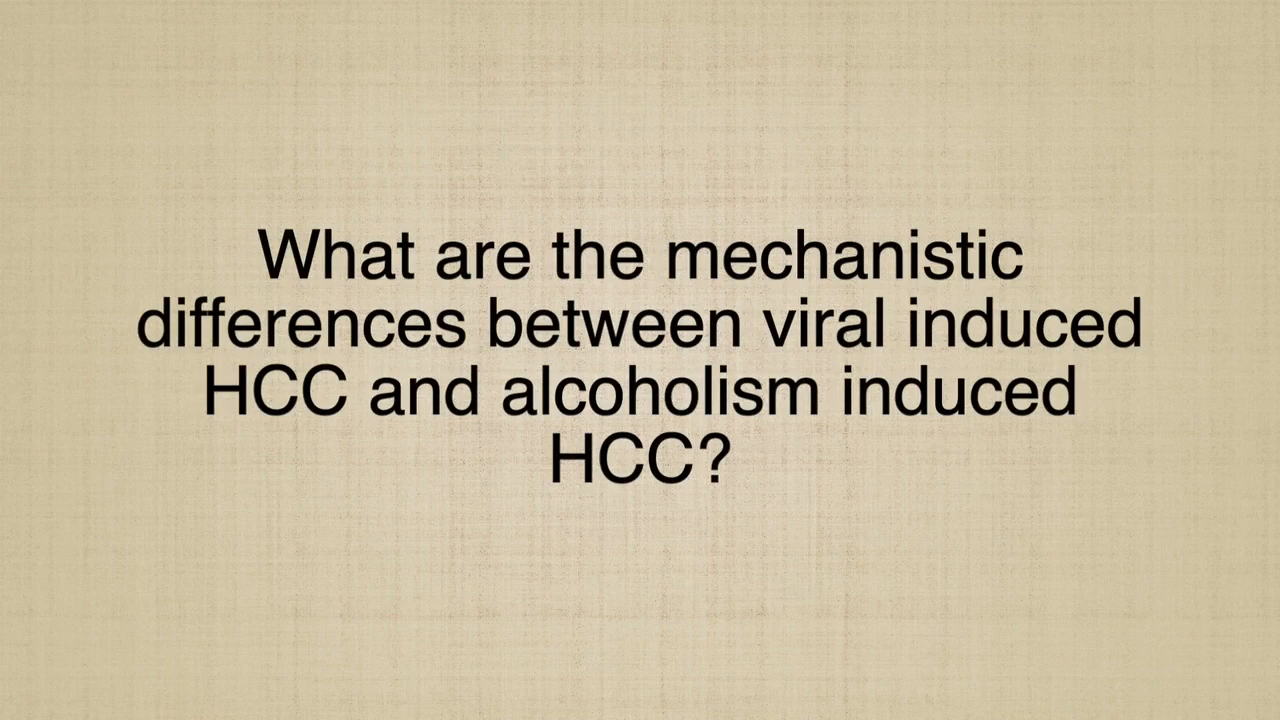 What are the mechanistic
differences between viral induced
HCC and alcoholism induced
HCC?